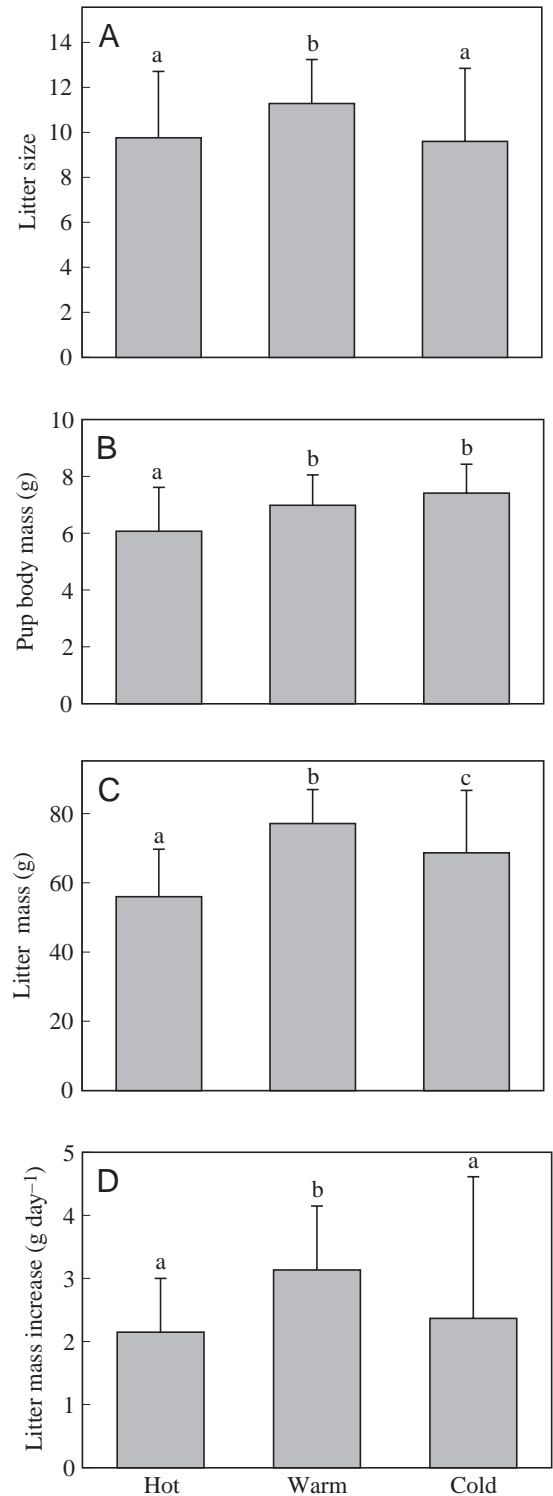 A
14
12
10
8
6
4
2
0
Litter size
a
b
a
B
10
8
6
4
2
0
Pup body mass (g)
a
b
b
C
80
60
40
20
0
Litter mass (g)
a
b
c
D
5
4
3
2
1
0
Litter mass increase (g day–1)
a
b
a
Hot Warm Cold